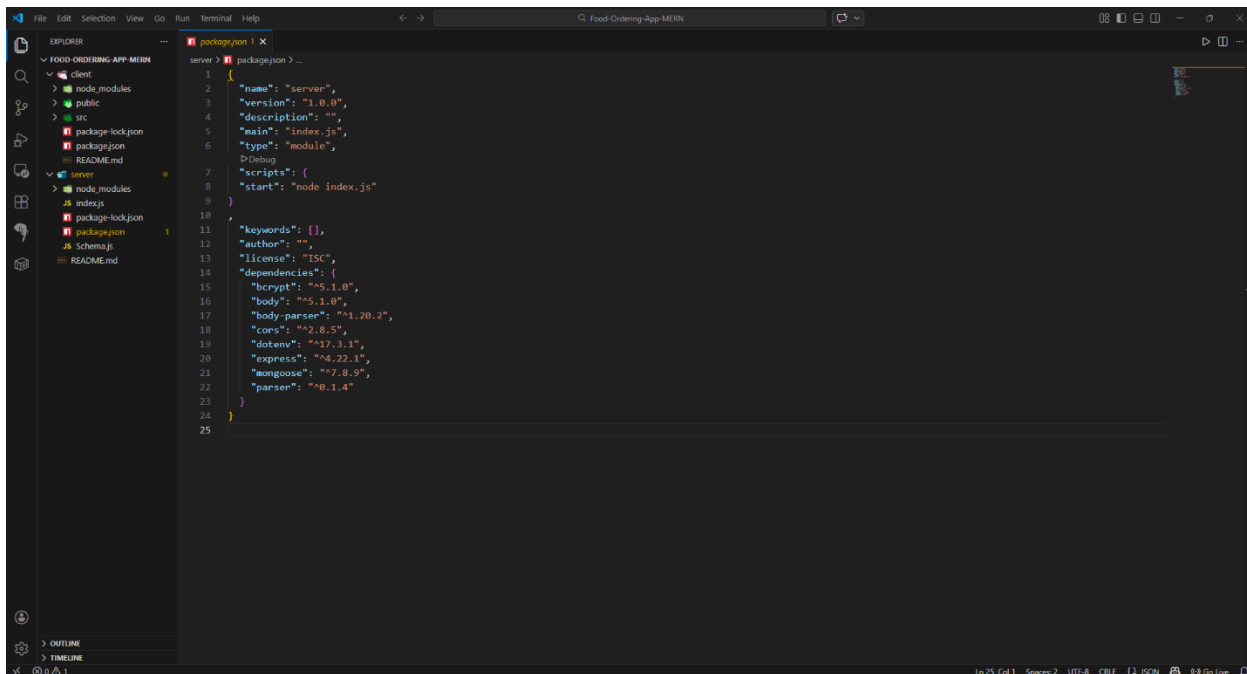 File Edit Selection View Go Run Terminal Help
Food-Ordering-App-MERN
EXPLORER
FOOD-ORDERING-APP-MERN
client
node_modules
public
src
package-lock.json
package.json
README.md
server
node_modules
JS index.js
package-lock.json
package.json 1
JS Schema.js
README.md
OUTLINE
TIMELINE
package.json 1
server > package.json > ...
1 {
2 "name": "server",
3 "version": "1.0.0",
4 "description": "",
5 "main": "index.js",
6 "type": "module",
Debug
7 "scripts": {
8 "start": "node index.js"
9 }
10 ,
11 "keywords": [],
12 "author": "",
13 "license": "ISC",
14 "dependencies": {
15 "bcrypt": "^5.1.0",
16 "body": "^5.1.0",
17 "body-parser": "^1.20.2",
18 "cors": "^2.8.5",
19 "dotenv": "^17.3.1",
20 "express": "^4.22.1",
21 "mongoose": "^7.8.9",
22 "parser": "^0.1.4"
23 }
24 }
25
0 1
Ln 25, Col 1 Spaces: 2 UTF-8 CRLF {} JSON Go Live